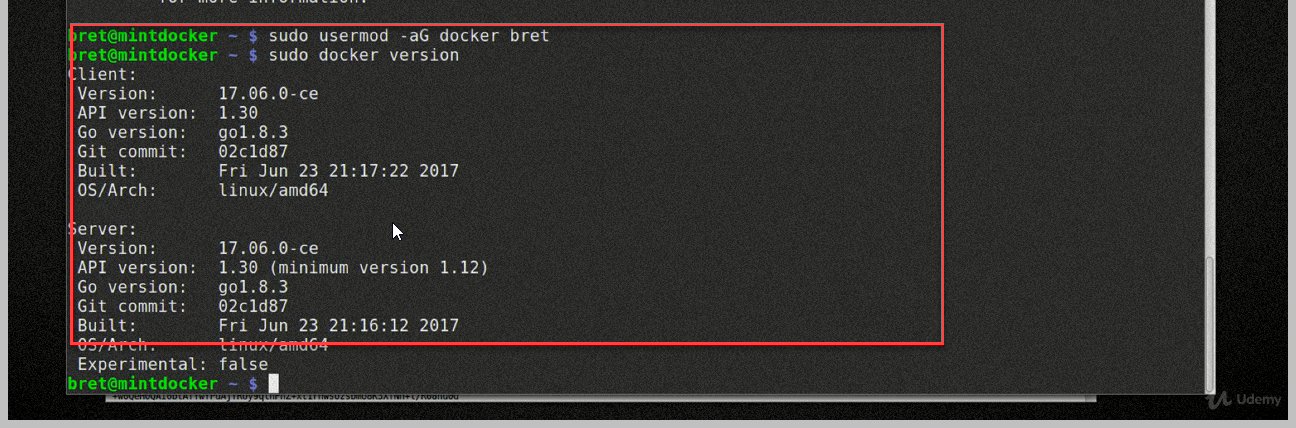 for more information.
bret@mintdocker ~ $ sudo usermod -aG docker bret
bret@mintdocker ~ $ sudo docker version
Client:
Version: 17.06.0-ce
API version: 1.30
Go version: go1.8.3
Git commit: 02c1d87
Built: Fri Jun 23 21:17:22 2017
OS/Arch: linux/amd64
Server:
Version: 17.06.0-ce
API version: 1.30 (minimum version 1.12)
Go version: go1.8.3
Git commit: 02c1d87
Built: Fri Jun 23 21:16:12 2017
OS/Arch: linux/amd64
Experimental: false
bret@mintdocker ~ $
Udemy